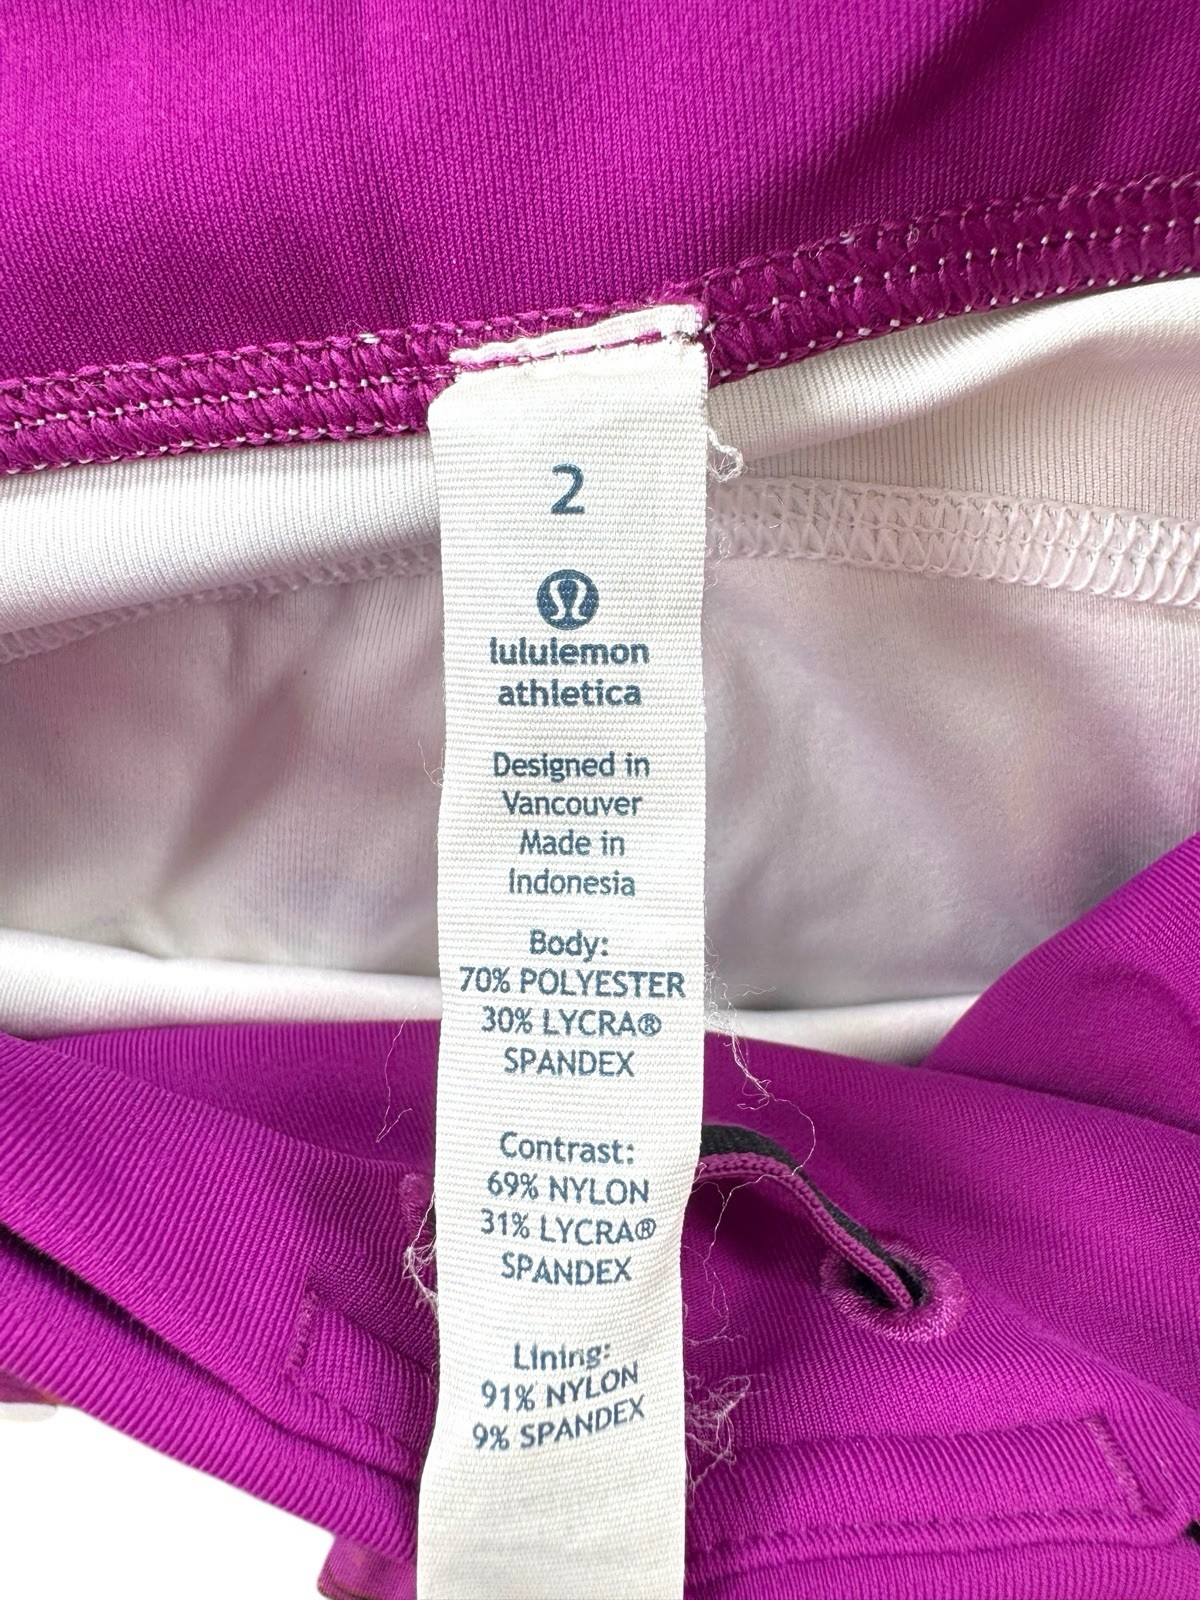 2
lululemon
athletica
Designed in
Vancouver
Made in
Indonesia
Body:
70% POLYESTER
30% LYCRA®
SPANDEX
Contrast:
69% NYLON
31% LYCRA®
SPANDEX
Lining:
91% NYLON
9% SPANDEX